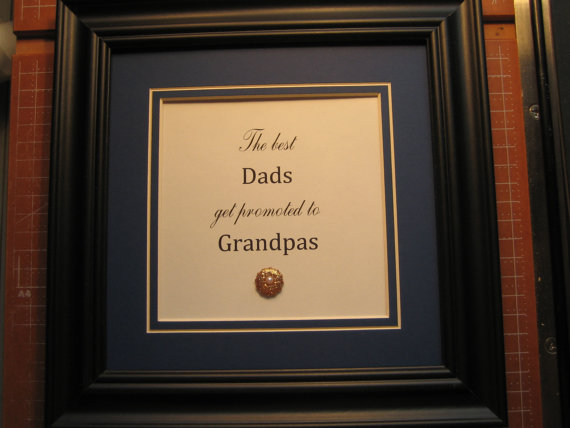 The best
Dads
get promoted to
Grandpas